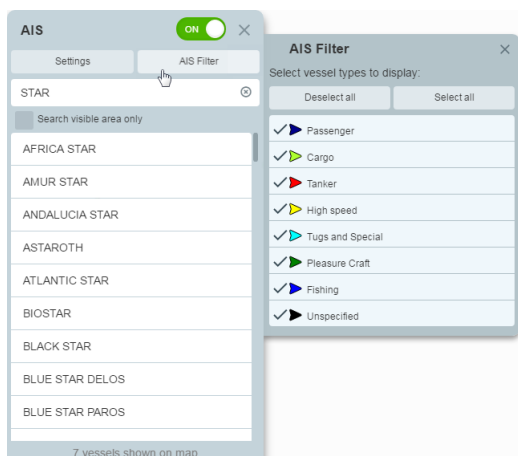 AIS
ON
Settings
AIS Filter
STAR
Search visible area only
AFRICA STAR
AMUR STAR
ANDALUCIA STAR
ASTAROTH
ATLANTIC STAR
BIOSTAR
BLACK STAR
BLUE STAR DELOS
BLUE STAR PAROS
7 vessels shown on map
AIS Filter
Select vessel types to display:
Deselect all
Select all
Passenger
Cargo
Tanker
High speed
Tugs and Special
Pleasure Craft
Fishing
Unspecified